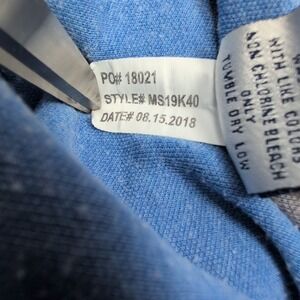 PO# 18021
STYLE# MS19K40
DATE# 08.15.2018
WITH LIKE COLORS
NON CHLORINE BLEACH
ONLY
TUMBLE DRY LOW